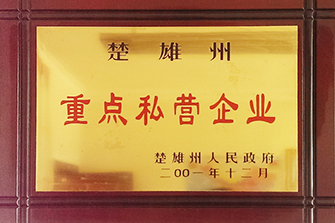 楚雄州
重点私营企业
楚雄州人民政府
二00一年十二月